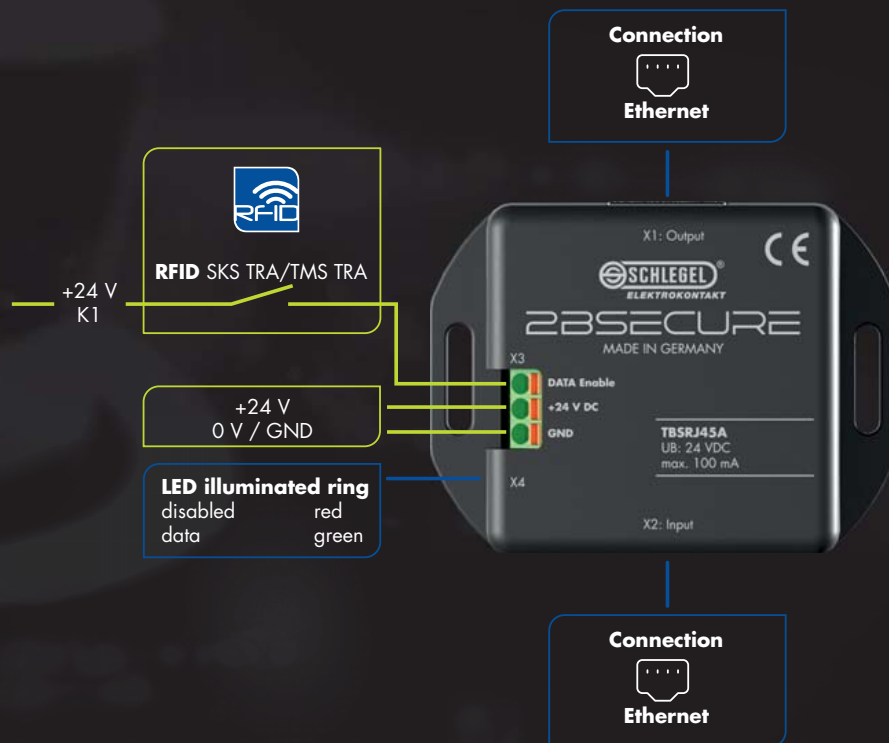 Connection
Ethernet
RFID
RFID SKS TRA/TMS TRA
+24 V
K1
+24 V
0 V / GND
LED illuminated ring
disabled red
data green
X1: Output
CE
SCHLEGEL®
ELEKTROKONTAKT
2BSECURE
MADE IN GERMANY
X3
DATA Enable
+24 V DC
GND
TBSRJ45A
UB: 24 VDC
max. 100 mA
X4
X2: Input
Connection
Ethernet